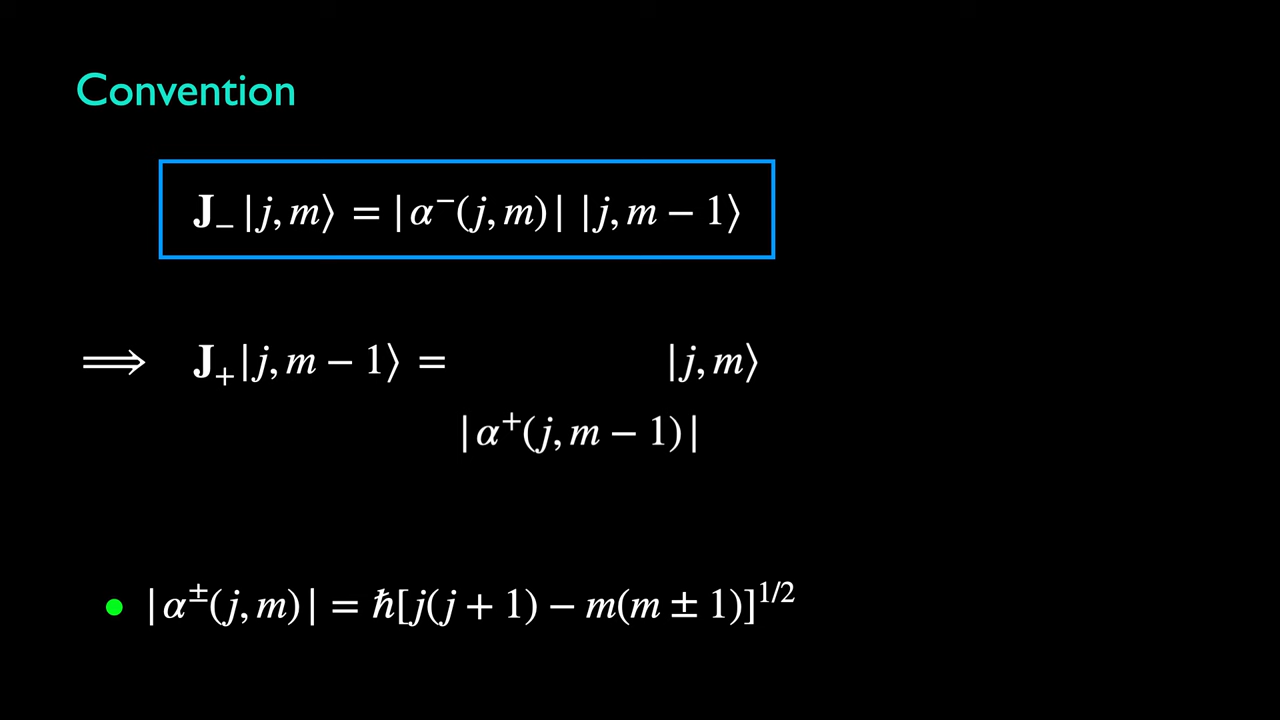 Convention
J₋ |j, m⟩ = |α⁻(j, m)| |j, m − 1⟩
⟹ J₊ |j, m − 1⟩ = |j, m⟩
|α⁺(j, m − 1)|
• |α^±(j, m)| = ℏ[j(j + 1) − m(m ± 1)]^{1/2}